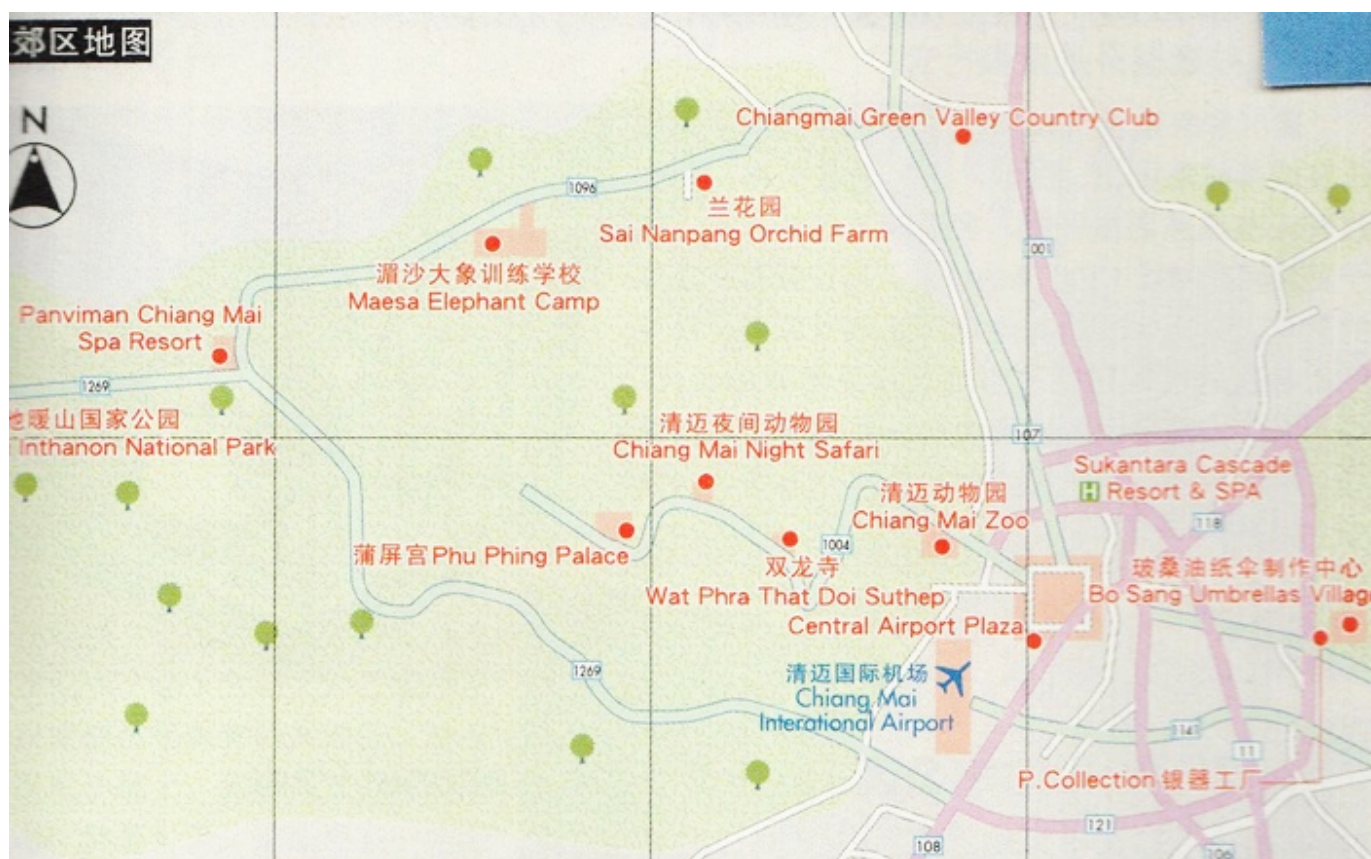 郊区地图
N
Chiangmai Green Valley Country Club
1096
兰花园
Sai Nanpang Orchid Farm
1001
湄沙大象训练学校
Maesa Elephant Camp
Panviman Chiang Mai
Spa Resort
1269
暖山国家公园
Inthanon National Park
清迈夜间动物园
Chiang Mai Night Safari
107
清迈动物园
Chiang Mai Zoo
Sukantara Cascade
H Resort & SPA
118
蒲屏宫Phu Phing Palace
1004
双龙寺
Wat Phra That Doi Suthep
玻桑油纸伞制作中心
Bo Sang Umbrellas Village
Central Airport Plaza
1269
清迈国际机场
Chiang Mai
Interational Airport
1141
11
P.Collection 银器工厂
121
108
106